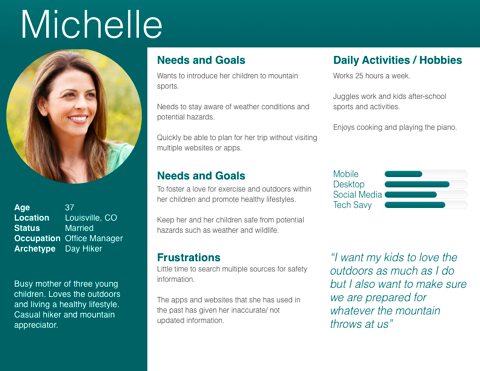 Michelle
Age 37
Location Louisville, CO
Status Married
Occupation Office Manager
Archetype Day Hiker
Busy mother of three young
children. Loves the outdoors
and living a healthy lifestyle.
Casual hiker and mountain
appreciator.
Needs and Goals
Wants to introduce her children to mountain
sports.
Needs to stay aware of weather conditions and
potential hazards.
Quickly be able to plan for her trip without visiting
multiple websites or apps.
Needs and Goals
To foster a love for exercise and outdoors within
her children and promote healthy lifestyles.
Keep her and her children safe from potential
hazards such as weather and wildlife.
Frustrations
Little time to search multiple sources for safety
information.
The apps and websites that she has used in
the past has given her inaccurate/ not
updated information.
Daily Activities / Hobbies
Works 25 hours a week.
Juggles work and kids after-school
sports and activities.
Enjoys cooking and playing the piano.
Mobile
Desktop
Social Media
Tech Savy
“I want my kids to love the
outdoors as much as I do
but I also want to make sure
we are prepared for
whatever the mountain
throws at us”